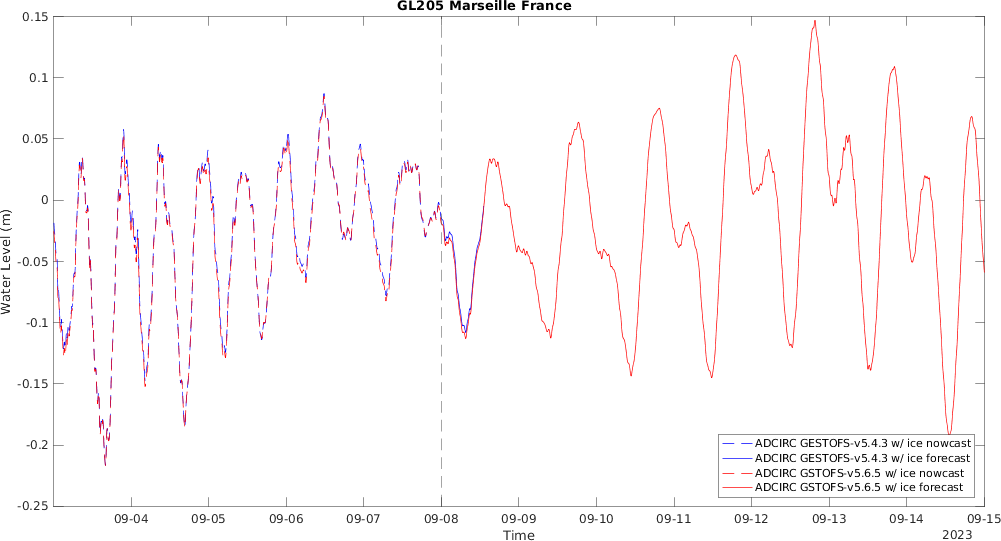 GL205 Marseille France
0.15
0.1
0.05
0
-0.05
-0.1
-0.15
-0.2
-0.25
Water Level (m)
09-04 09-05 09-06 09-07 09-08 09-09 09-10 09-11 09-12 09-13 09-14 09-15
Time
2023
ADCIRC GESTOFS-v5.4.3 w/ ice nowcast
ADCIRC GESTOFS-v5.4.3 w/ ice forecast
ADCIRC GSTOFS-v5.6.5 w/ ice nowcast
ADCIRC GSTOFS-v5.6.5 w/ ice forecast